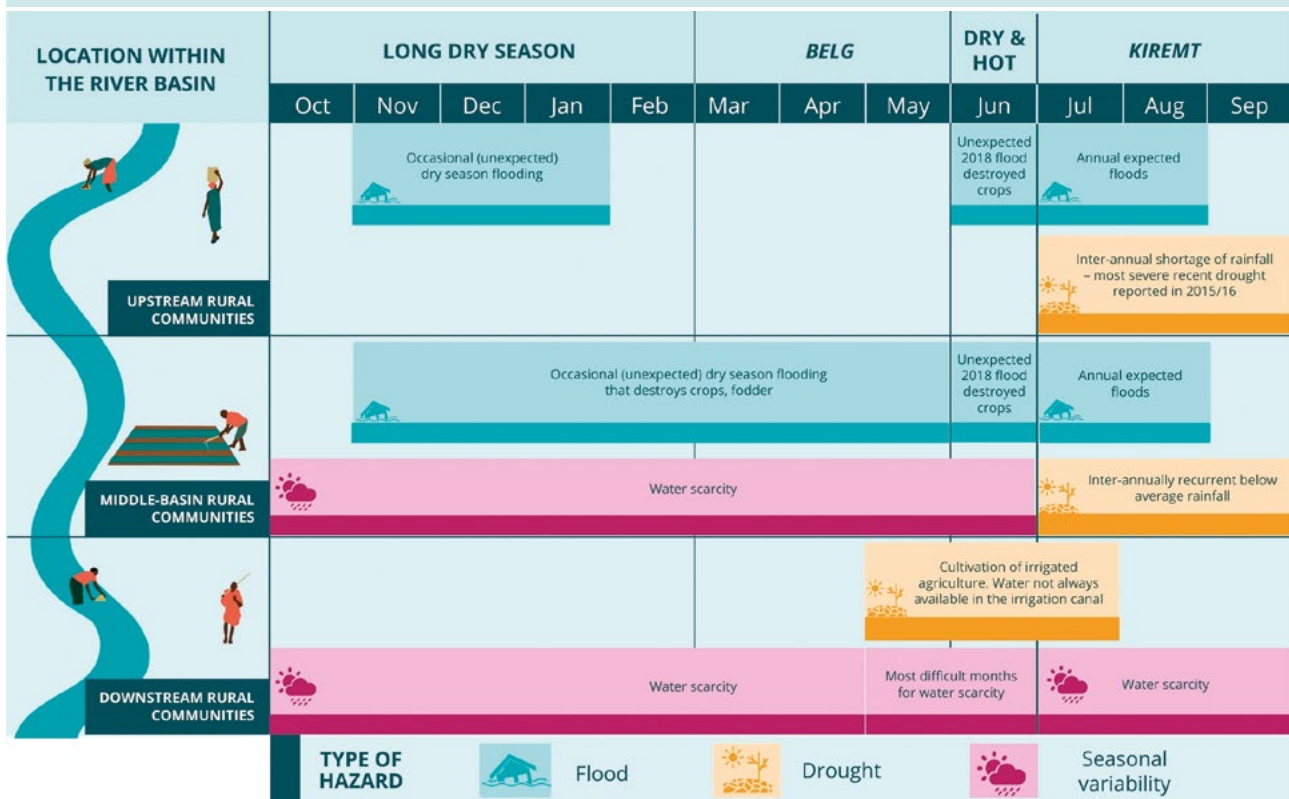 LOCATION WITHIN
THE RIVER BASIN
LONG DRY SEASON
BELG
DRY &
HOT
KIREMT
Oct
Nov
Dec
Jan
Feb
Mar
Apr
May
Jun
Jul
Aug
Sep
Occasional (unexpected)
dry season flooding
Unexpected
2018 flood
destroyed
crops
Annual expected
floods
Inter-annual shortage of rainfall
– most severe recent drought
reported in 2015/16
UPSTREAM RURAL
COMMUNITIES
Occasional (unexpected) dry season flooding
that destroys crops, fodder
Unexpected
2018 flood
destroyed
crops
Annual expected
floods
Water scarcity
Inter-annually recurrent below
average rainfall
MIDDLE-BASIN RURAL
COMMUNITIES
Cultivation of irrigated
agriculture. Water not always
available in the irrigation canal
Water scarcity
Most difficult months
for water scarcity
Water scarcity
DOWNSTREAM RURAL
COMMUNITIES
TYPE OF
HAZARD
Flood
Drought
Seasonal
variability